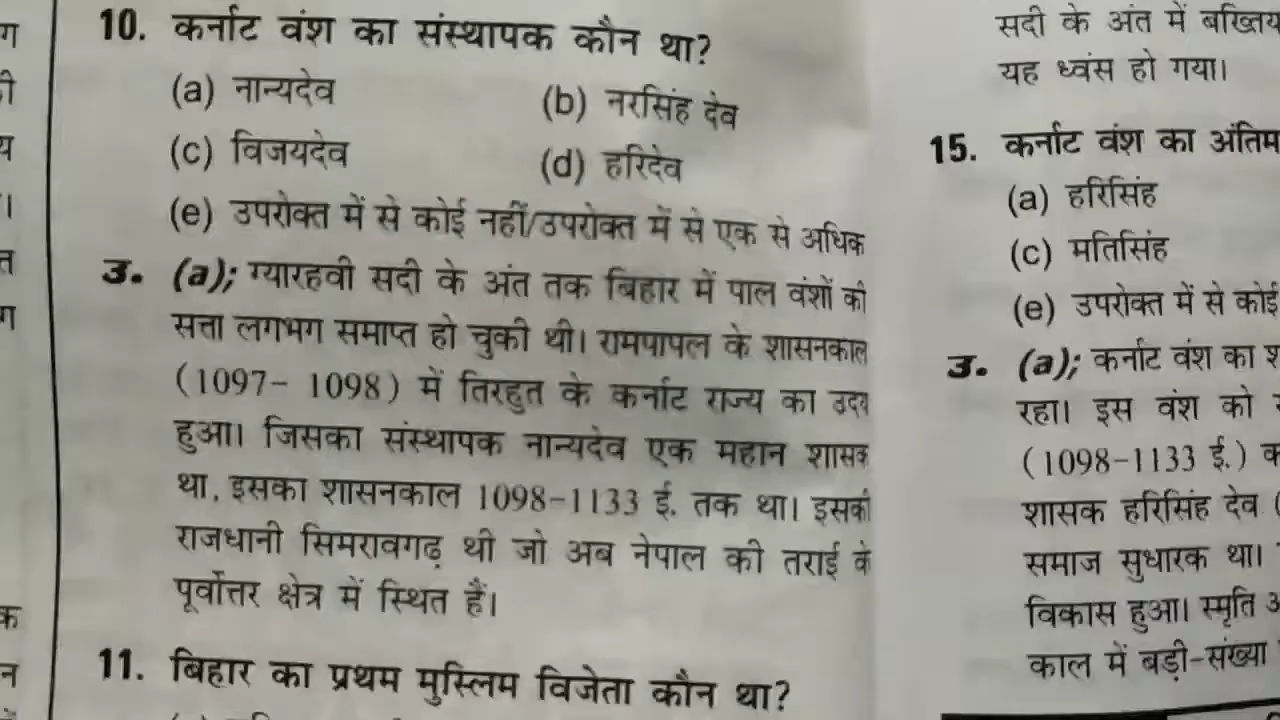 ग
ी
य
।
त
ग
क
न
10. कर्नाट वंश का संस्थापक कौन था?
(a) नान्यदेव (b) नरसिंह देव
(c) विजयदेव (d) हरिदेव
(e) उपरोक्त में से कोई नहीं/उपरोक्त में से एक से अधिक
उ. (a); ग्यारहवी सदी के अंत तक बिहार में पाल वंशों की
सत्ता लगभग समाप्त हो चुकी थी। रामपापल के शासनकाल
(1097- 1098) में तिरहुत के कर्नाट राज्य का उदय
हुआ। जिसका संस्थापक नान्यदेव एक महान शासक
था, इसका शासनकाल 1098-1133 ई. तक था। इसकी
राजधानी सिमरावगढ़ थी जो अब नेपाल की तराई के
पूर्वोत्तर क्षेत्र में स्थित हैं।
11. बिहार का प्रथम मुस्लिम विजेता कौन था?
सदी के अंत में बख्तिय
यह ध्वंस हो गया।
15. कर्नाट वंश का अंतिम
(a) हरिसिंह
(c) मतिसिंह
(e) उपरोक्त में से कोई
उ. (a); कर्नाट वंश का श
रहा। इस वंश को
(1098-1133 ई.) क
शासक हरिसिंह देव (
समाज सुधारक था।
विकास हुआ। स्मृति
काल में बड़ी-संख्या